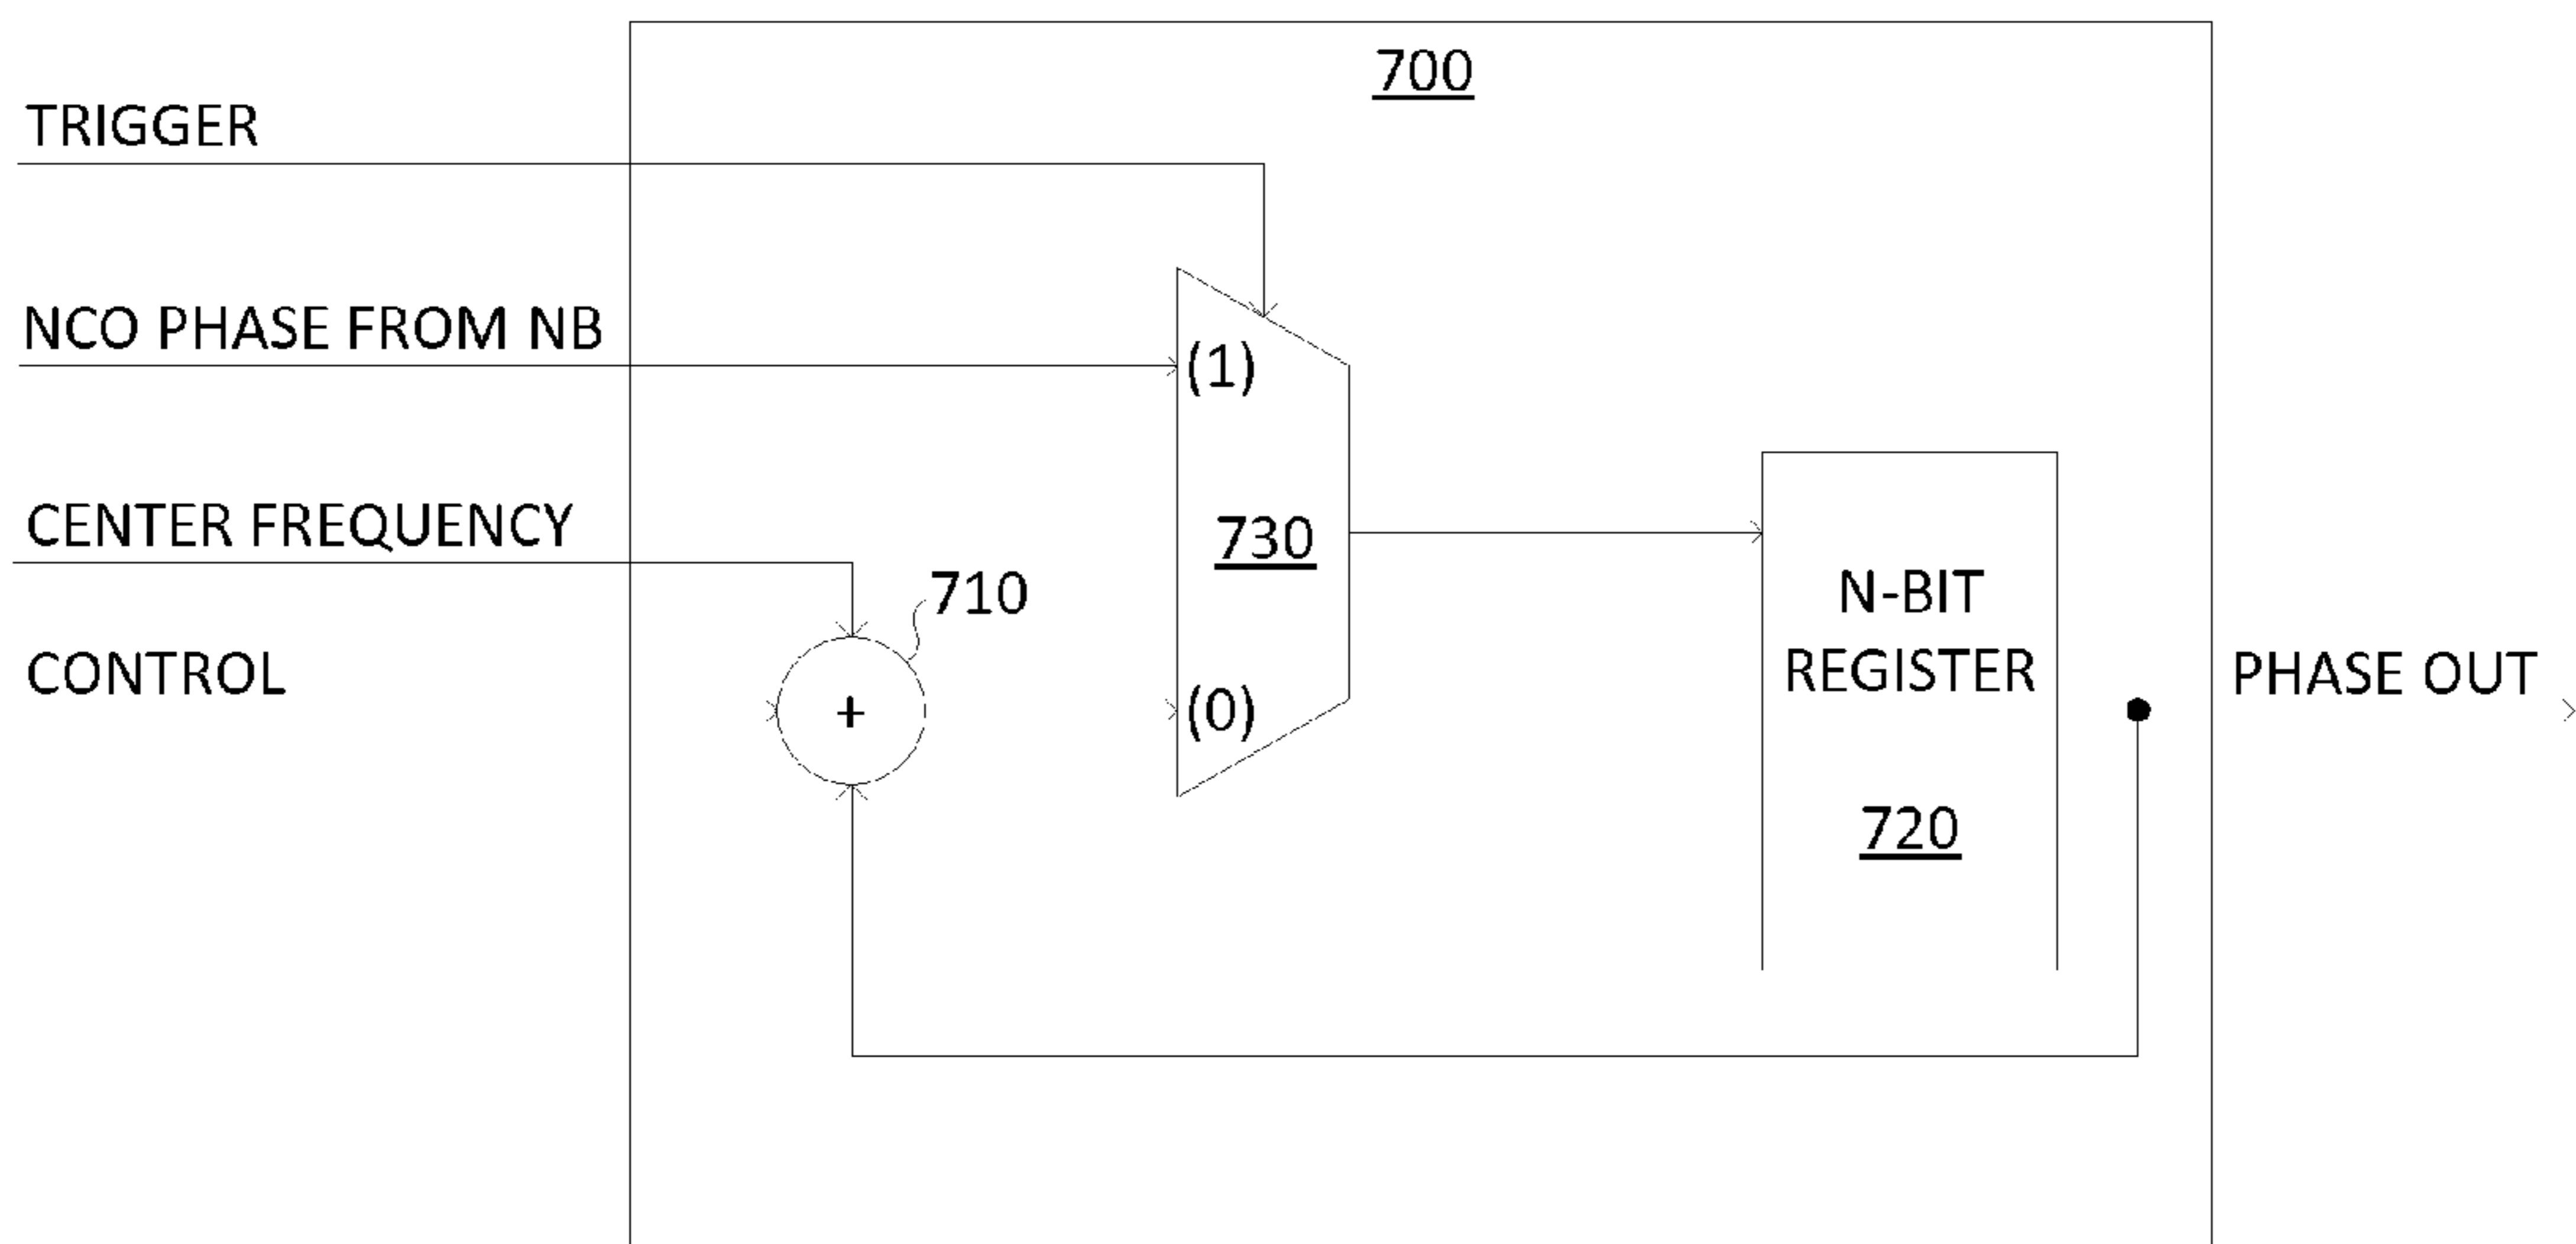 700
TRIGGER
NCO PHASE FROM NB
(1)
CENTER FREQUENCY
730
710
N-BIT
REGISTER
CONTROL
+
(0)
PHASE OUT
720